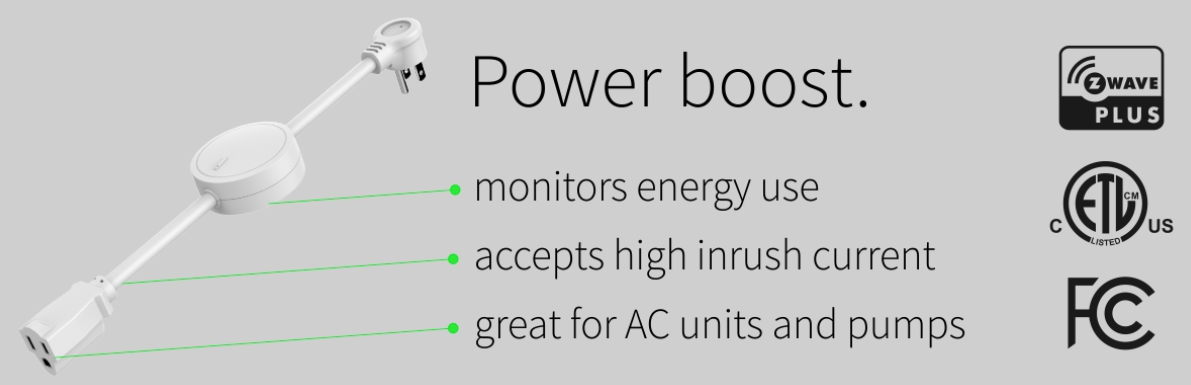 Power boost.
monitors energy use
accepts high inrush current
great for AC units and pumps
Z WAVE
PLUS
C ETL CM US
LISTED
FC